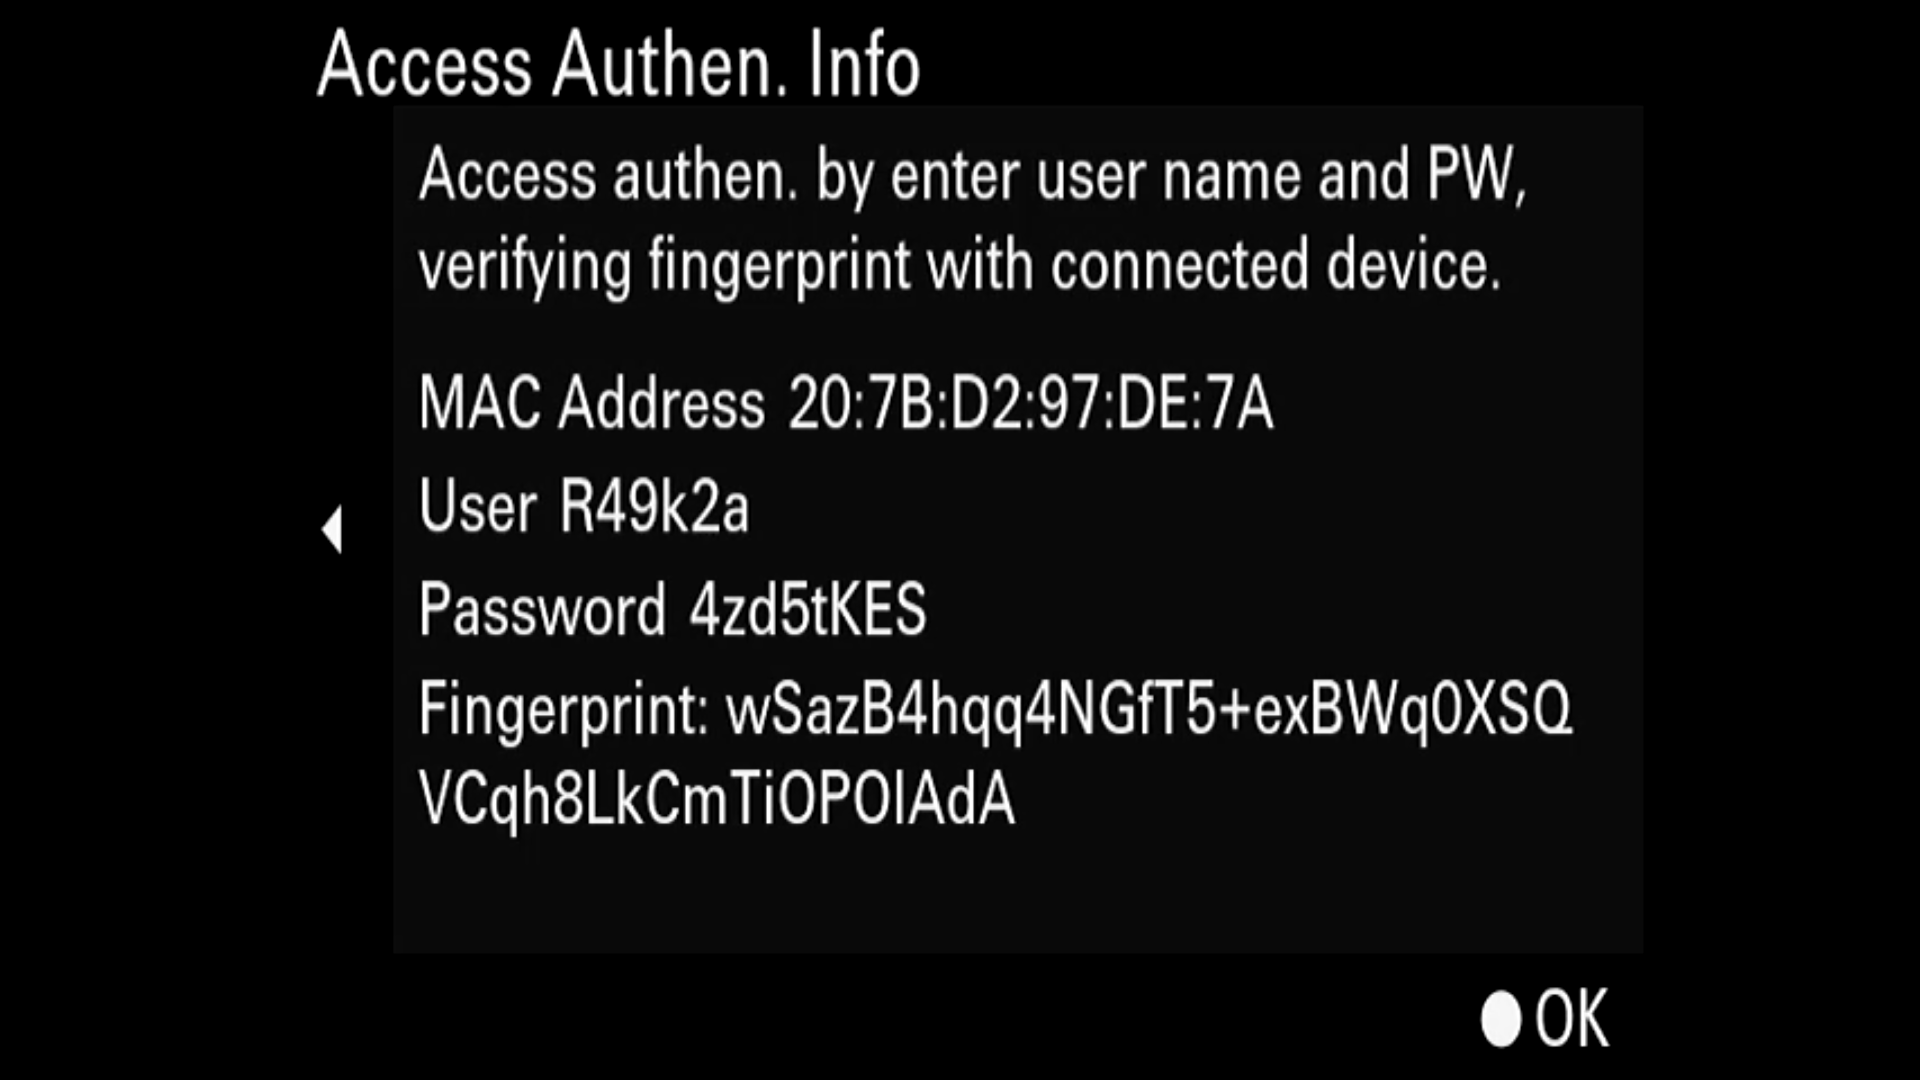 Access Authen. Info
Access authen. by enter user name and PW,
verifying fingerprint with connected device.
MAC Address 20:7B:D2:97:DE:7A
User R49k2a
Password 4zd5tKES
Fingerprint: wSazB4hqq4NGfT5+exBWq0XSQ
VCqh8LkCmTiOPOIAdA
OK